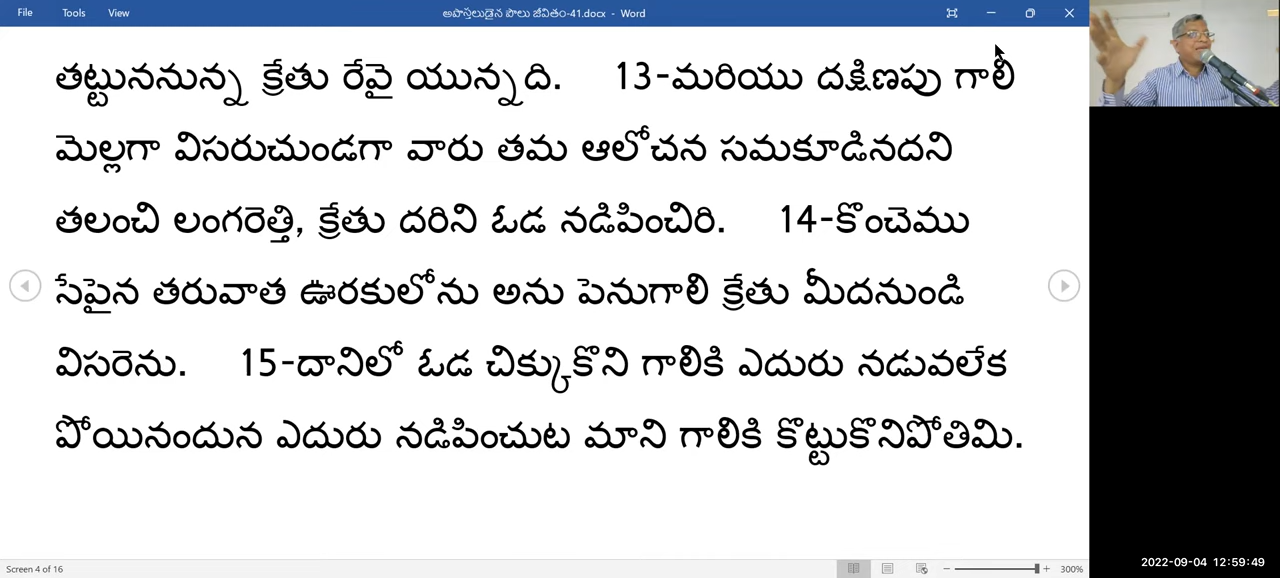 File Tools View అపొస్తలుడైన పౌలు జీవితం-41.docx - Word
తట్టుననున్న క్రేతు రేవై యున్నది. 13-మరియు దక్షిణపు గాలి
మెల్లగా విసరుచుండగా వారు తమ ఆలోచన సమకూడినదని
తలంచి లంగరెత్తి, క్రేతు దరిని ఓడ నడిపించిరి. 14-కొంచెము
సేపైన తరువాత ఊరకులోను అను పెనుగాలి క్రేతు మీదనుండి
విసరెను. 15-దానిలో ఓడ చిక్కుకొని గాలికి ఎదురు నడువలేక
పోయినందున ఎదురు నడిపించుట మాని గాలికి కొట్టుకొనిపోతిమి.
Screen 4 of 16 300%
2022-09-04 12:59:49